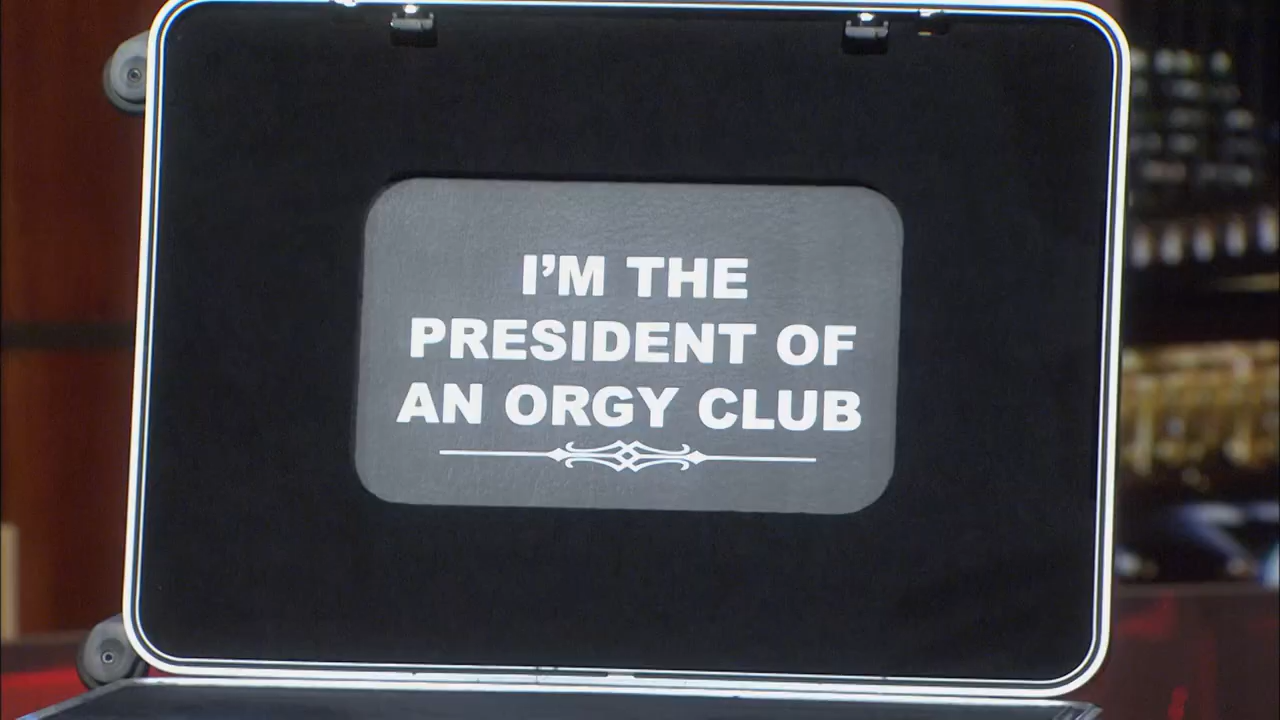 I'M THE
PRESIDENT OF
AN ORGY CLUB